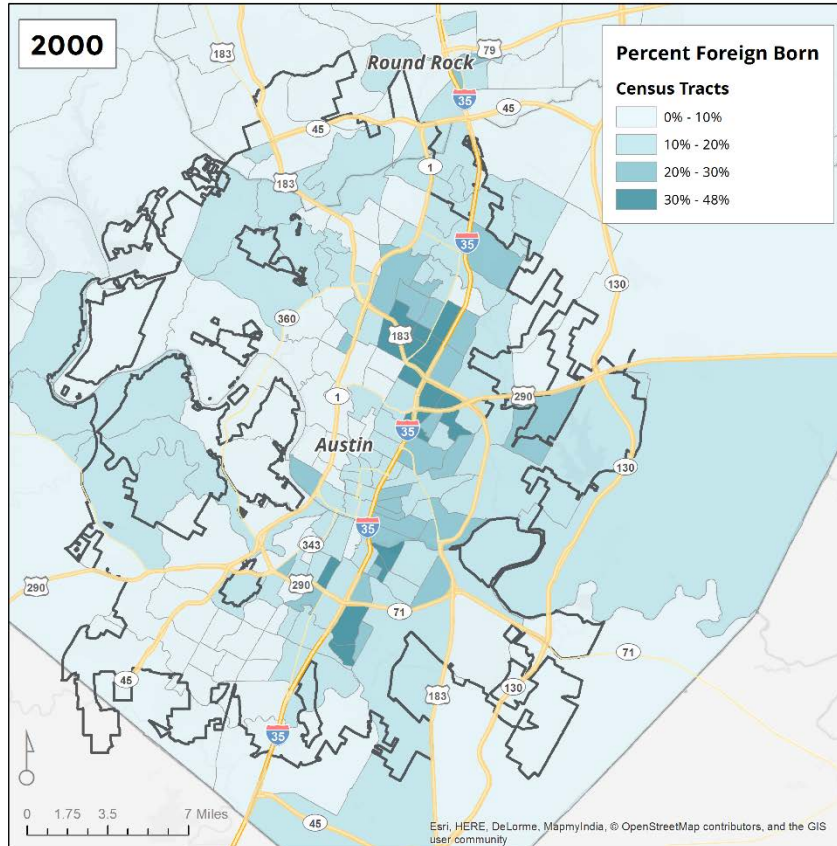 2000
183
79
Round Rock
35
Percent Foreign Born
Census Tracts
0% - 10%
10% - 20%
20% - 30%
30% - 48%
45
45
1
183
35
130
360
183
1
290
35
Austin
130
35
343
290
290
71
71
45
183
130
35
0 1.75 3.5 7 Miles
45
Esri, HERE, DeLorme, MapmyIndia, © OpenStreetMap contributors, and the GIS
user community